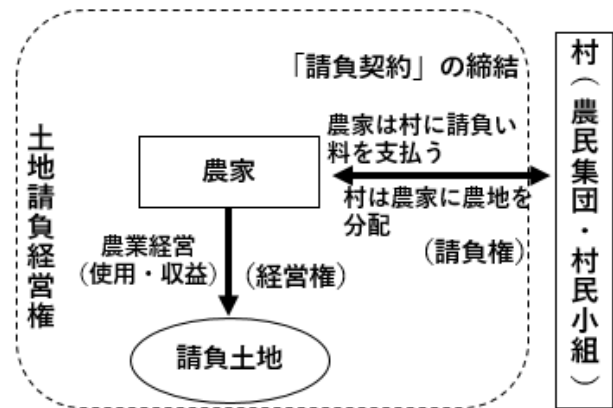 「請負契約」の締結
土地請負経営権
農家は村に請負い
料を支払う
農家
村は農家に農地を
分配
(請負権)
農業経営
(使用・収益)
(経営権)
請負土地
村(農民集団・村民小組)